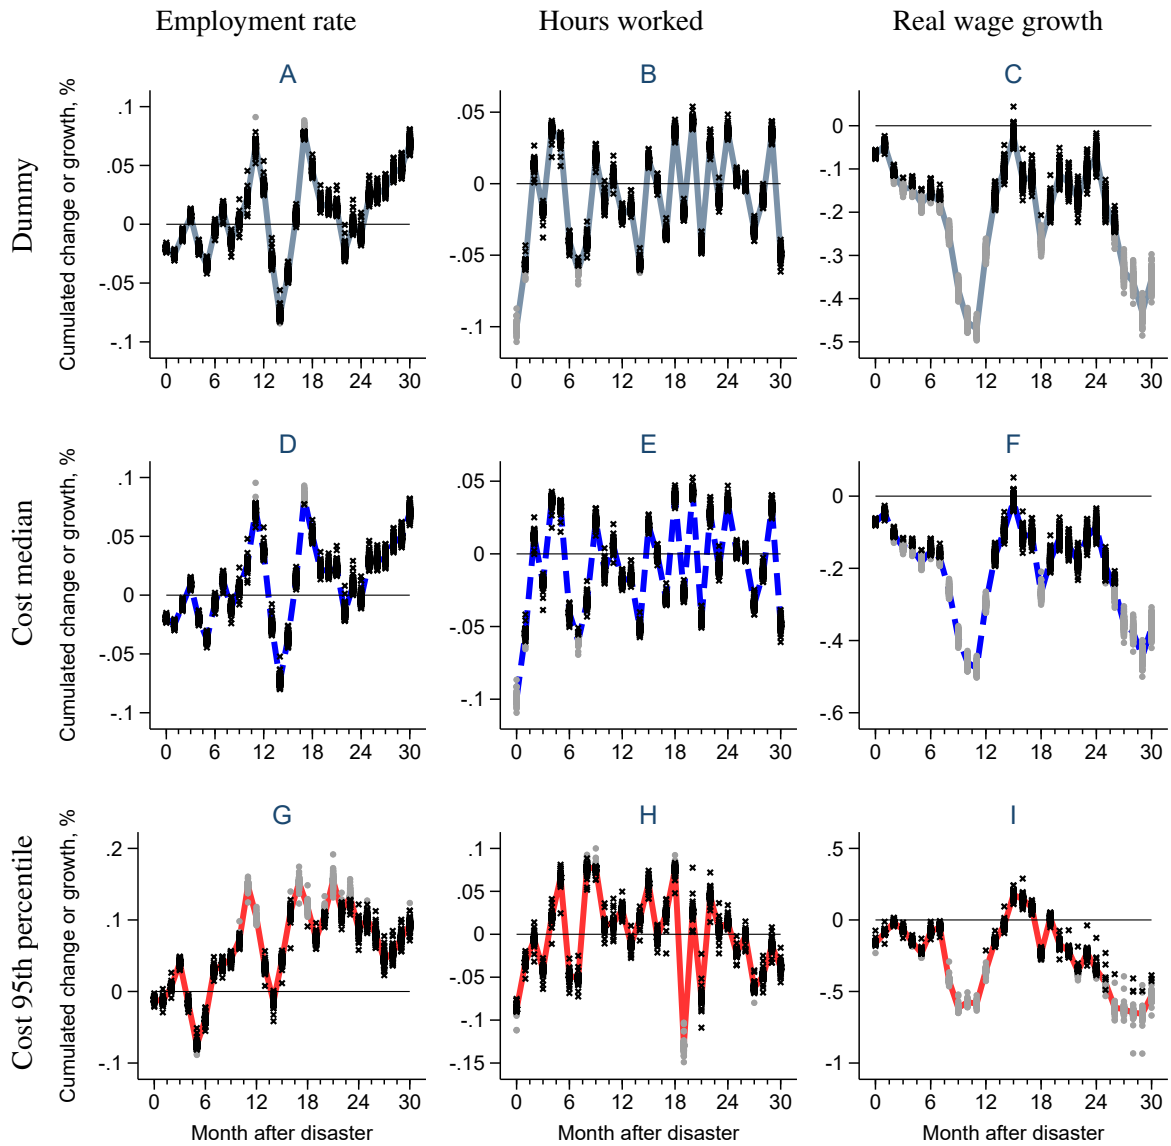 Employment rate Hours worked Real wage growth
A B C
Dummy
Cumulated change or growth, %
.1 .05 0 -.05 -.1
.05 0 -.05 -.1
0 -.1 -.2 -.3 -.4 -.5
0 6 12 18 24 30
0 6 12 18 24 30
0 6 12 18 24 30
D E F
Cost median
Cumulated change or growth, %
.1 .05 0 -.05 -.1
.05 0 -.05 -.1
0 -.2 -.4 -.6
0 6 12 18 24 30
0 6 12 18 24 30
0 6 12 18 24 30
G H I
Cost 95th percentile
Cumulated change or growth, %
.2 .1 0 -.1
.1 .05 0 -.05 -.1 -.15
.5 0 -.5 -1
0 6 12 18 24 30
0 6 12 18 24 30
0 6 12 18 24 30
Month after disaster Month after disaster Month after disaster